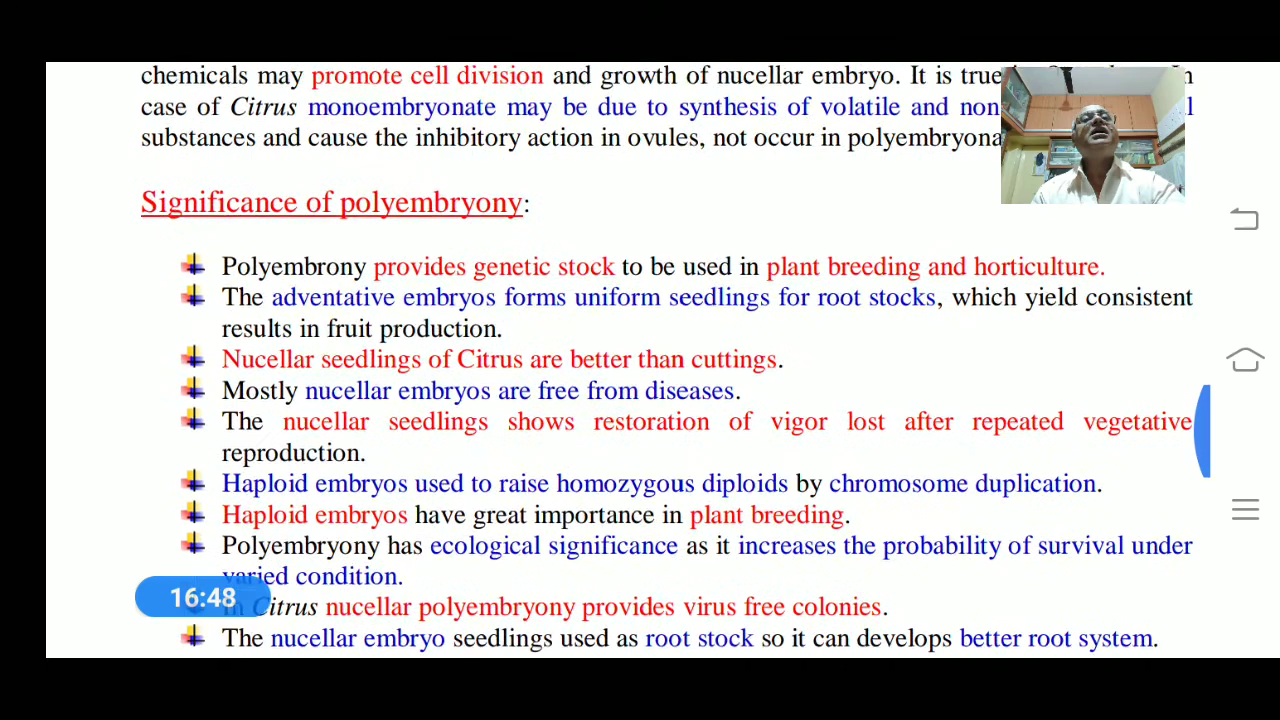 chemicals may promote cell division and growth of nucellar embryo. It is true
case of Citrus monoembryonate may be due to synthesis of volatile and non
substances and cause the inhibitory action in ovules, not occur in
Significance of polyembryony:
Polyembrony provides genetic stock to be used in plant breeding and horticulture.
The adventative embryos forms uniform seedlings for root stocks, which yield consistent
results in fruit production.
Nucellar seedlings of Citrus are better than cuttings.
Mostly nucellar embryos are free from diseases.
The nucellar seedlings shows restoration of vigor lost after repeated vegetative
reproduction.
Haploid embryos used to raise homozygous diploids by chromosome duplication.
Haploid embryos have great importance in plant breeding.
Polyembryony has ecological significance as it increases the probability of survival under
varied condition.
16:48
Citrus nucellar polyembryony provides virus free colonies.
The nucellar embryo seedlings used as root stock so it can develops better root system.